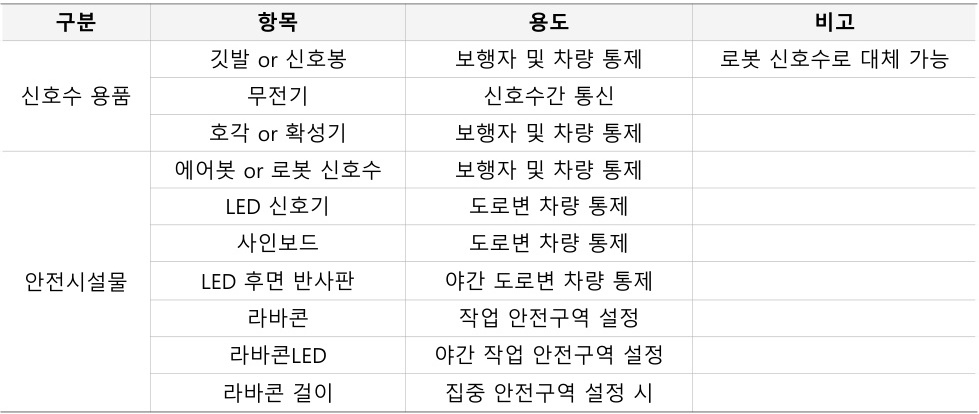 구분 항목 용도 비고
신호수 용품 깃발 or 신호봉 보행자 및 차량 통제 로봇 신호수로 대체 가능
무전기 신호수간 통신
호각 or 확성기 보행자 및 차량 통제
안전시설물 에어봇 or 로봇 신호수 보행자 및 차량 통제
LED 신호기 도로변 차량 통제
사인보드 도로변 차량 통제
LED 후면 반사판 야간 도로변 차량 통제
라바콘 작업 안전구역 설정
라바콘LED 야간 작업 안전구역 설정
라바콘 걸이 집중 안전구역 설정 시